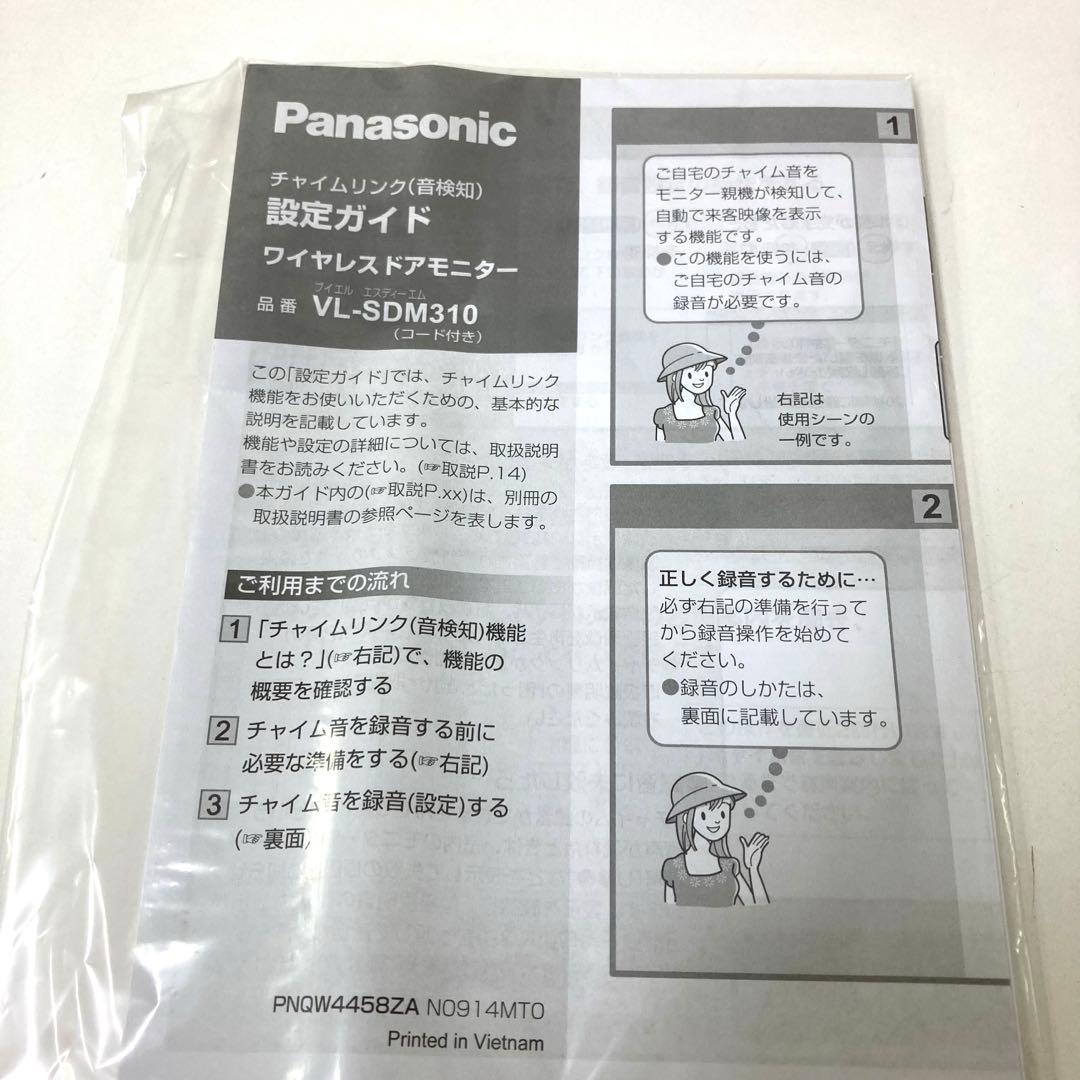 Panasonic
チャイムリンク(音検知)
設定ガイド
ワイヤレスドアモニター
ブイエル エスディーエム
品番 VL-SDM310
(コード付き)
この「設定ガイド」では、チャイムリンク
機能をお使いいただくための、基本的な
説明を記載しています。
機能や設定の詳細については、取扱説明
書をお読みください。(☞取説P.14)
●本ガイド内の(☞取説P.xx)は、別冊の
取扱説明書の参照ページを表します。
ご利用までの流れ
1 「チャイムリンク(音検知)機能
とは？」(☞右記)で、機能の
概要を確認する
2 チャイム音を録音する前に
必要な準備をする(☞右記)
3 チャイム音を録音(設定)する
(☞裏面)
PNQW4458ZA N0914MT0
Printed in Vietnam
1
ご自宅のチャイム音を
モニター親機が検知して、
自動で来客映像を表示
する機能です。
●この機能を使うには、
ご自宅のチャイム音の
録音が必要です。
右記は
使用シーンの
一例です。
2
正しく録音するために…
必ず右記の準備を行って
から録音操作を始めて
ください。
●録音のしかたは、
裏面に記載しています。